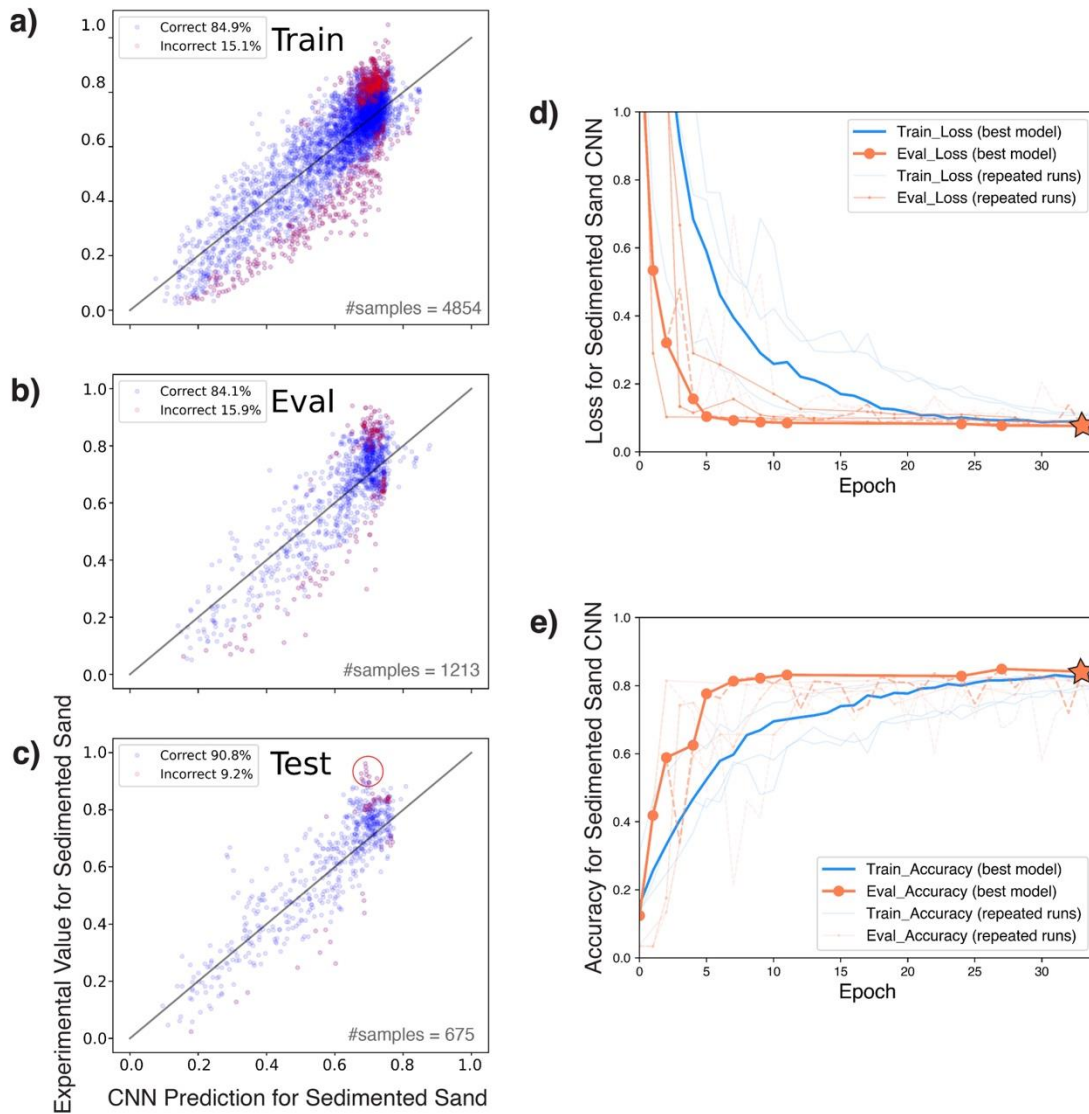 a)
1.0
0.8
0.6
0.4
0.2
0.0
Correct 84.9%
Incorrect 15.1%
Train
#samples = 4854
b)
1.0
0.8
0.6
0.4
0.2
0.0
Correct 84.1%
Incorrect 15.9%
Eval
#samples = 1213
c)
1.0
0.8
0.6
0.4
0.2
0.0
Correct 90.8%
Incorrect 9.2%
Test
#samples = 675
0.0 0.2 0.4 0.6 0.8 1.0
Experimental Value for Sedimented Sand
CNN Prediction for Sedimented Sand
d)
Loss for Sedimented Sand CNN
1.0
0.8
0.6
0.4
0.2
0.0
Train_Loss (best model)
Eval_Loss (best model)
Train_Loss (repeated runs)
Eval_Loss (repeated runs)
0 5 10 15 20 25 30
Epoch
e)
Accuracy for Sedimented Sand CNN
1.0
0.8
0.6
0.4
0.2
0.0
Train_Accuracy (best model)
Eval_Accuracy (best model)
Train_Accuracy (repeated runs)
Eval_Accuracy (repeated runs)
0 5 10 15 20 25 30
Epoch